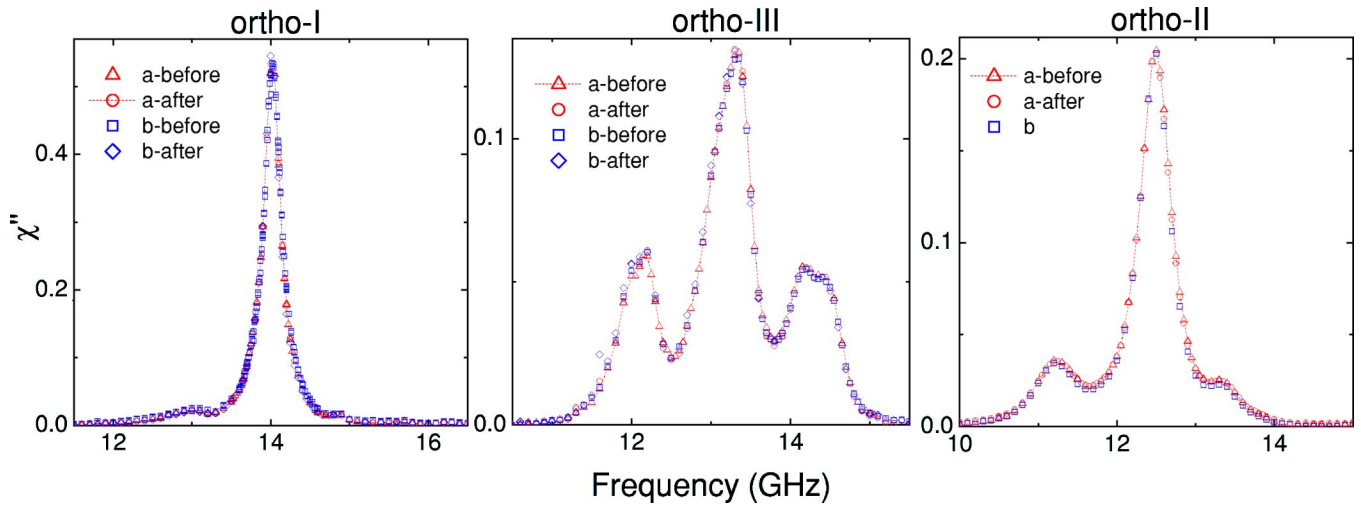 ortho-I
ortho-III
ortho-II
a-before
a-after
b-before
b-after
a-before
a-after
b-before
b-after
a-before
a-after
b
χ"
0.4
0.2
0.0
12
14
16
0.1
0.0
12
14
0.2
0.1
0.0
10
12
14
Frequency (GHz)